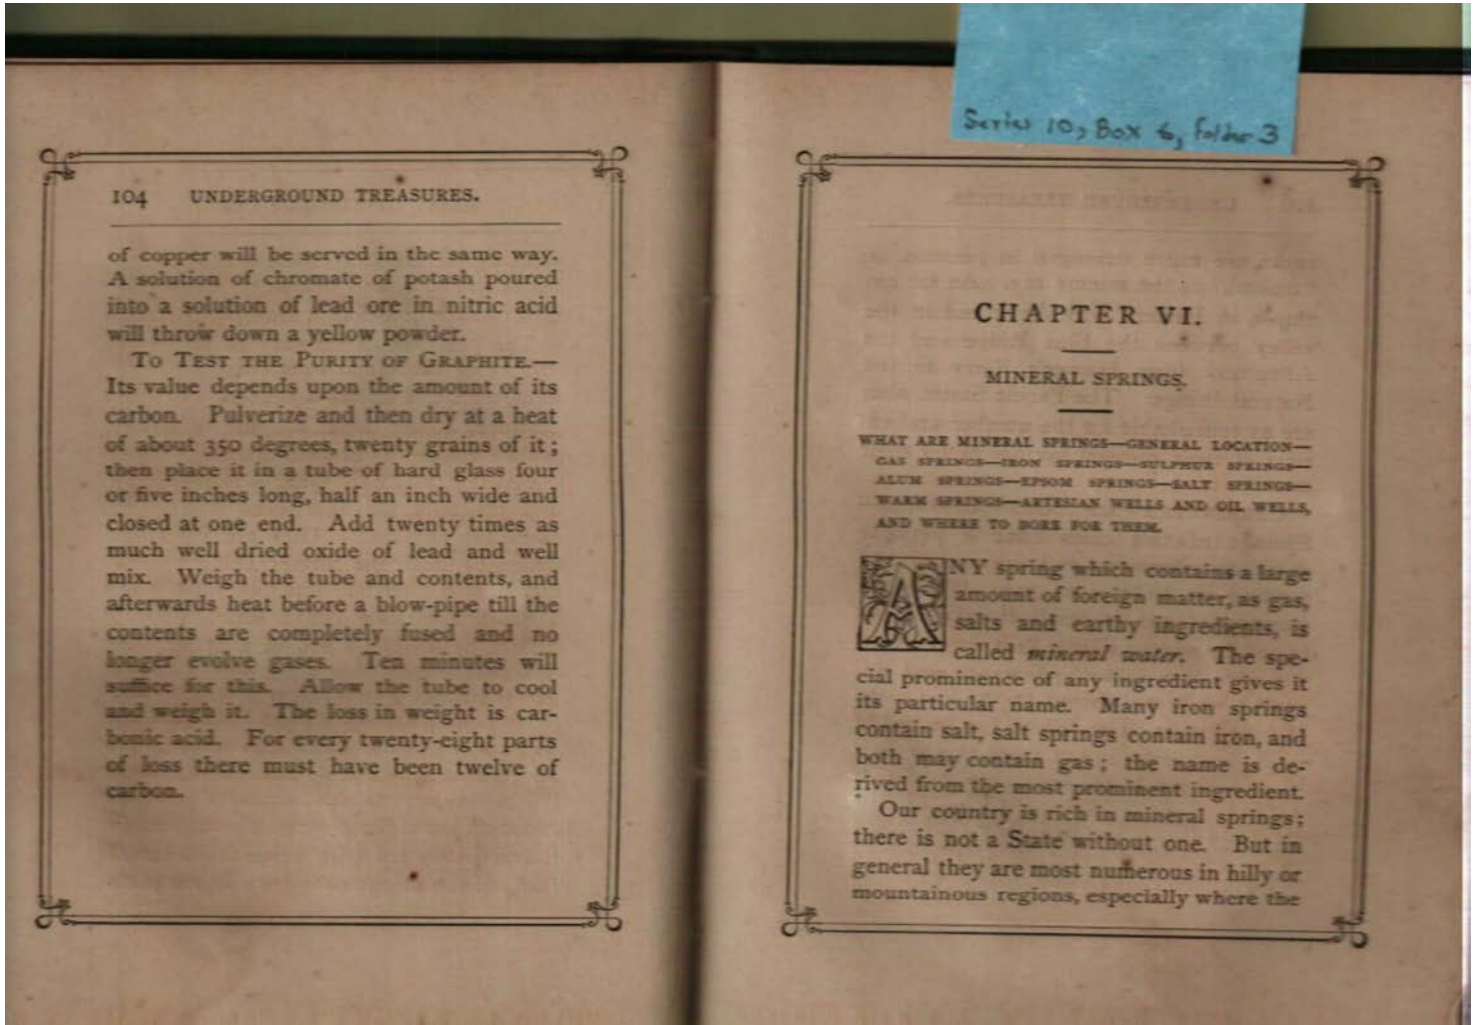 Series 10, Box 6, Folder 3
104 UNDERGROUND TREASURES.
of copper will be served in the same way.
A solution of chromate of potash poured
into a solution of lead ore in nitric acid
will throw down a yellow powder.
To Test the Purity of Graphite.—
Its value depends upon the amount of its
carbon. Pulverize and then dry at a heat
of about 350 degrees, twenty grains of it;
then place it in a tube of hard glass four
or five inches long, half an inch wide and
closed at one end. Add twenty times as
much well dried oxide of lead and well
mix. Weigh the tube and contents, and
afterwards heat before a blow-pipe till the
contents are completely fused and no
longer evolve gases. Ten minutes will
suffice for this. Allow the tube to cool
and weigh it. The loss in weight is car-
bonic acid. For every twenty-eight parts
of loss there must have been twelve of
carbon.
CHAPTER VI.
MINERAL SPRINGS.
WHAT ARE MINERAL SPRINGS—GENERAL LOCATION—
GAS SPRINGS—IRON SPRINGS—SULPHUR SPRINGS—
ALUM SPRINGS—EPSOM SPRINGS—SALT SPRINGS—
WARM SPRINGS—ARTESIAN WELLS AND OIL WELLS,
AND WHERE TO BORE FOR THEM.
ANY spring which contains a large
amount of foreign matter, as gas,
salts and earthy ingredients, is
called mineral water. The spe-
cial prominence of any ingredient gives it
its particular name. Many iron springs
contain salt, salt springs contain iron, and
both may contain gas; the name is de-
rived from the most prominent ingredient.
Our country is rich in mineral springs;
there is not a State without one. But in
general they are most numerous in hilly or
mountainous regions, especially where the